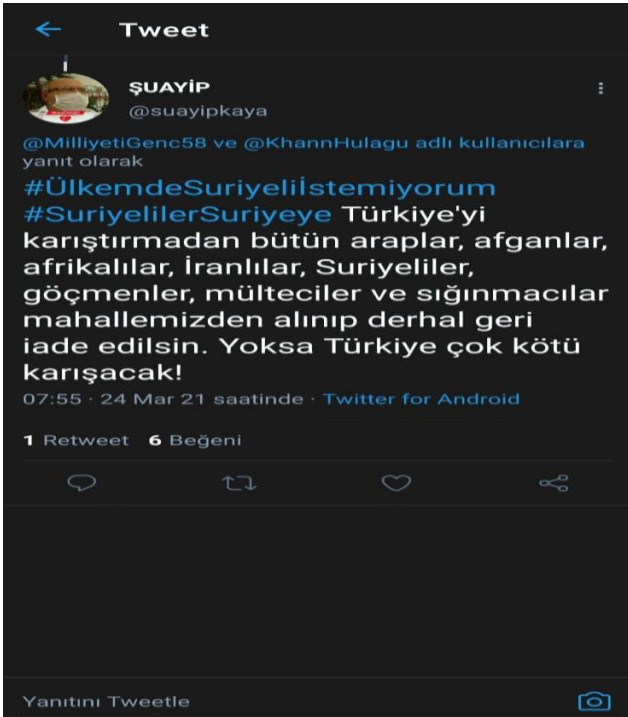 Tweet
ŞUAYİP
@suayipkaya
@MilliyetiGenc58 ve @KhannHulagu adlı kullanıcılara
yanıt olarak
#ÜlkemdeSuriyeliİstemiyorum
#SuriyelilerSuriyeye Türkiye'yi
karıştırmadan bütün araplar, afganlar,
afrikalılar, İranlılar, Suriyeliler,
göçmenler, mülteciler ve sığınmacılar
mahallemizden alınıp derhal geri
iade edilsin. Yoksa Türkiye çok kötü
karışacak!
07:55 · 24 Mar 21 saatinde · Twitter for Android
1 Retweet 6 Beğeni
Yanıtını Tweetle